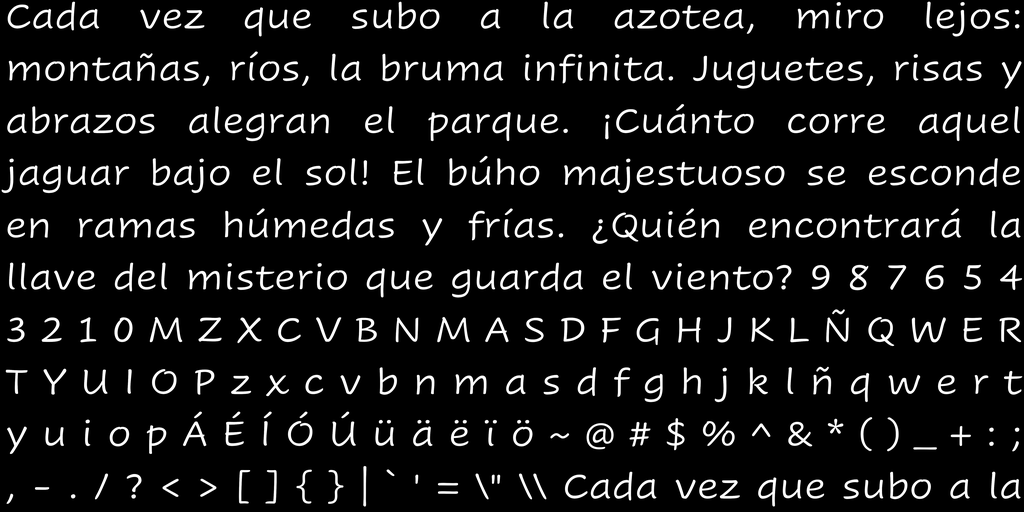 Cada vez que subo a la azotea, miro lejos:
montañas, ríos, la bruma infinita. Juguetes, risas y
abrazos alegran el parque. ¡Cuánto corre aquel
jaguar bajo el sol! El búho majestuoso se esconde
en ramas húmedas y frías. ¿Quién encontrará la
llave del misterio que guarda el viento? 9 8 7 6 5 4
3 2 1 0 M Z X C V B N M A S D F G H J K L Ñ Q W E R
T Y U I O P z x c v b n m a s d f g h j k l ñ q w e r t
y u i o p Á É Í Ó Ú ü ä ë ï ö ~ @ # $ % ^ & * ( ) _ + : ;
, - . / ? < > [ ] { } | ` ' = \" \\ Cada vez que subo a la